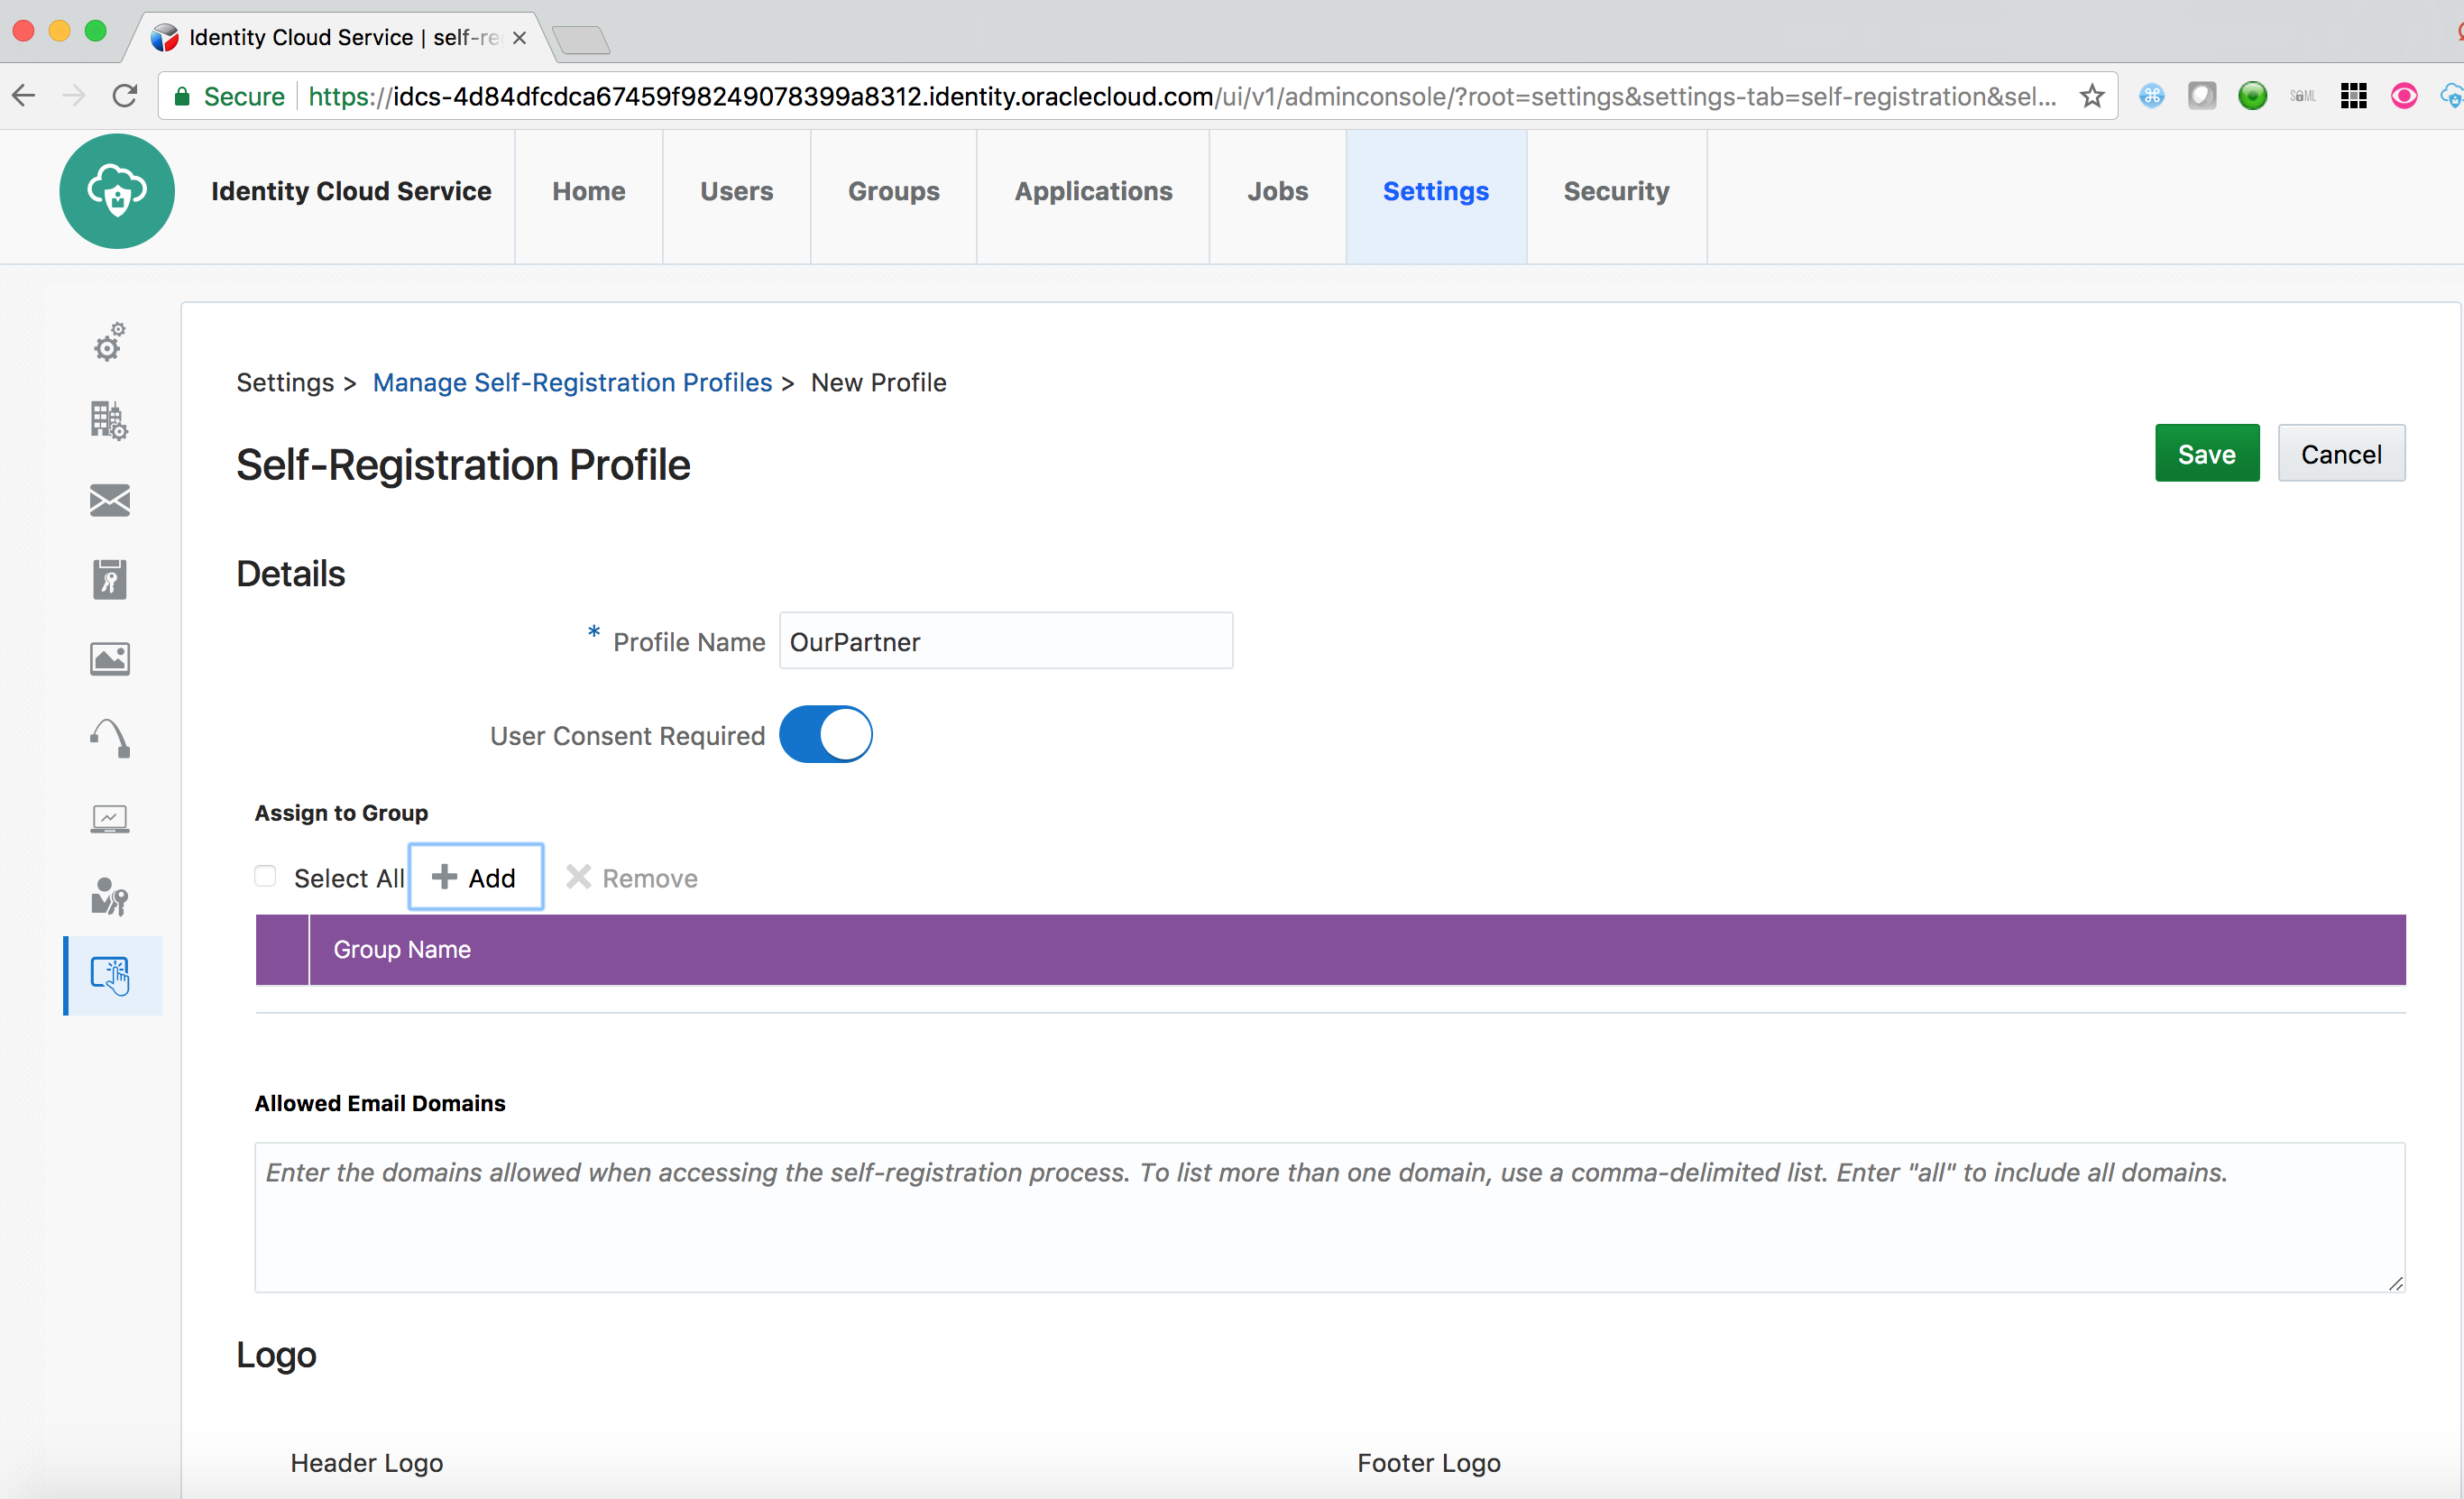 Identity Cloud Service | self-re
Secure https://idcs-4d84dfcdca67459f98249078399a8312.identity.oraclecloud.com/ui/v1/adminconsole/?root=settings&settings-tab=self-registration&sel...
Identity Cloud Service Home Users Groups Applications Jobs Settings Security
Settings > Manage Self-Registration Profiles > New Profile
Self-Registration Profile
Save Cancel
Details
* Profile Name OurPartner
User Consent Required
Assign to Group
Select All Add Remove
Group Name
Allowed Email Domains
Enter the domains allowed when accessing the self-registration process. To list more than one domain, use a comma-delimited list. Enter "all" to include all domains.
Logo
Header Logo Footer Logo